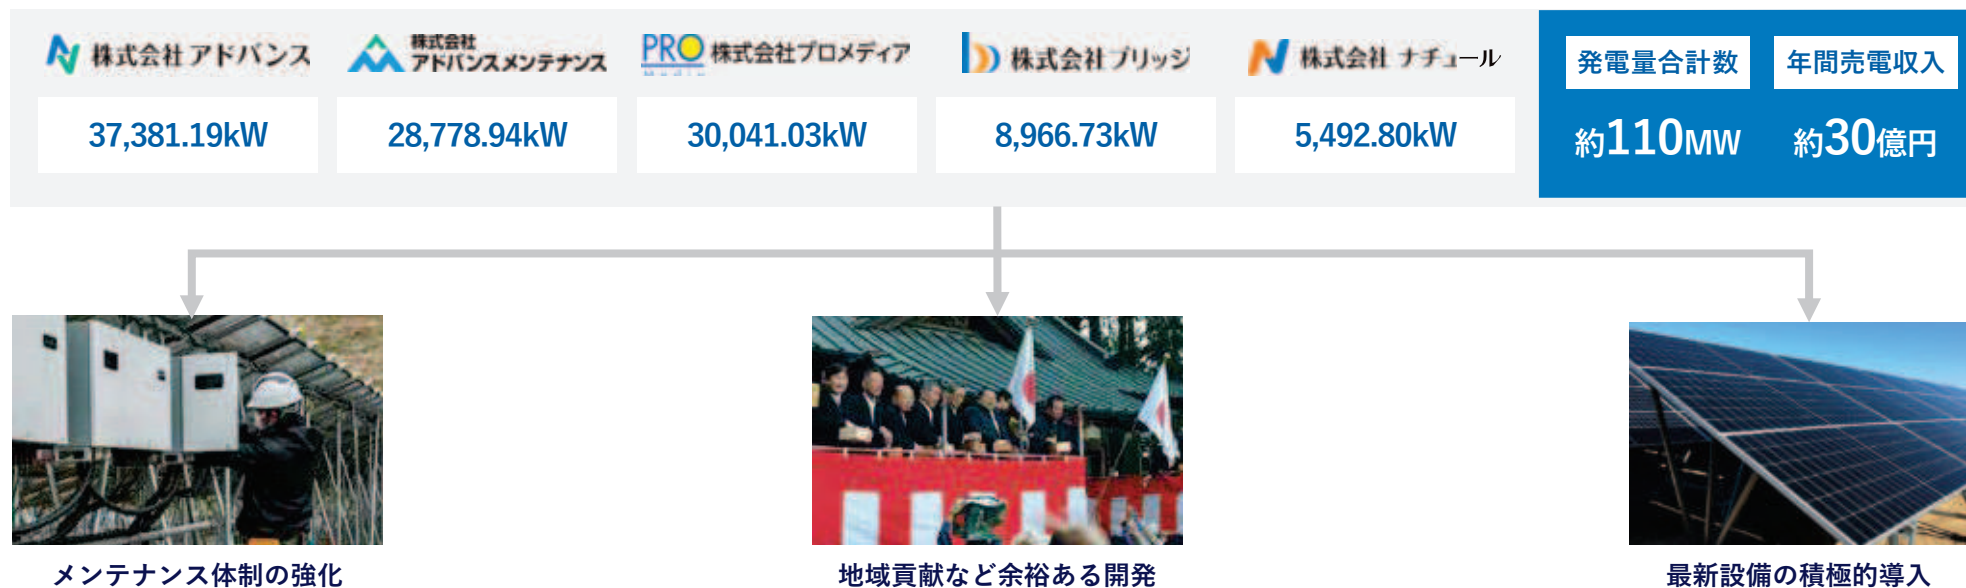 株式会社 アドバンス
株式会社
アドバンスメンテナンス
PRO
Media
株式会社プロメディア
株式会社ブリッジ
株式会社 ナチュール
発電量合計数
年間売電収入
37,381.19kW
28,778.94kW
30,041.03kW
8,966.73kW
5,492.80kW
約110MW
約30億円
メンテナンス体制の強化
地域貢献など余裕ある開発
最新設備の積極的導入